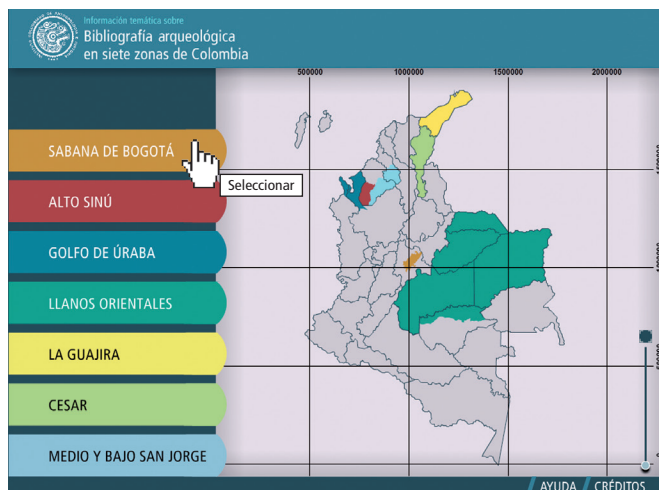 Información temática sobre
Bibliografía arqueológica
en siete zonas de Colombia
500000 1000000 1500000 2000000
SABANA DE BOGOTÁ
Seleccionar
ALTO SINÚ
GOLFO DE ÚRABA
LLANOS ORIENTALES
LA GUAJIRA
CESAR
MEDIO Y BAJO SAN JORGE
AYUDA / CRÉDITOS